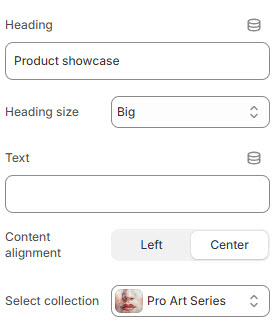 Heading
Product showcase
Heading size
Big
Text
Content
alignment
Left
Center
Select collection
Pro Art Series